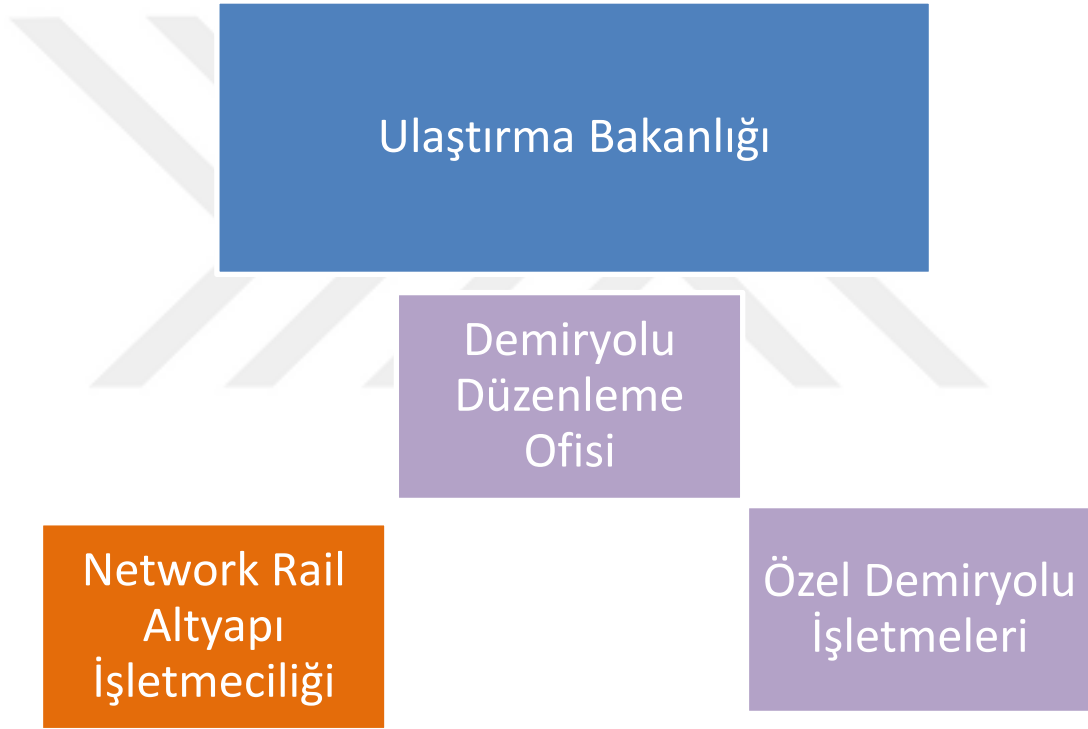 Ulaştırma Bakanlığı
Demiryolu
Düzenleme
Ofisi
Network Rail
Altyapı
İşletmeciliği
Özel Demiryolu
İşletmeleri